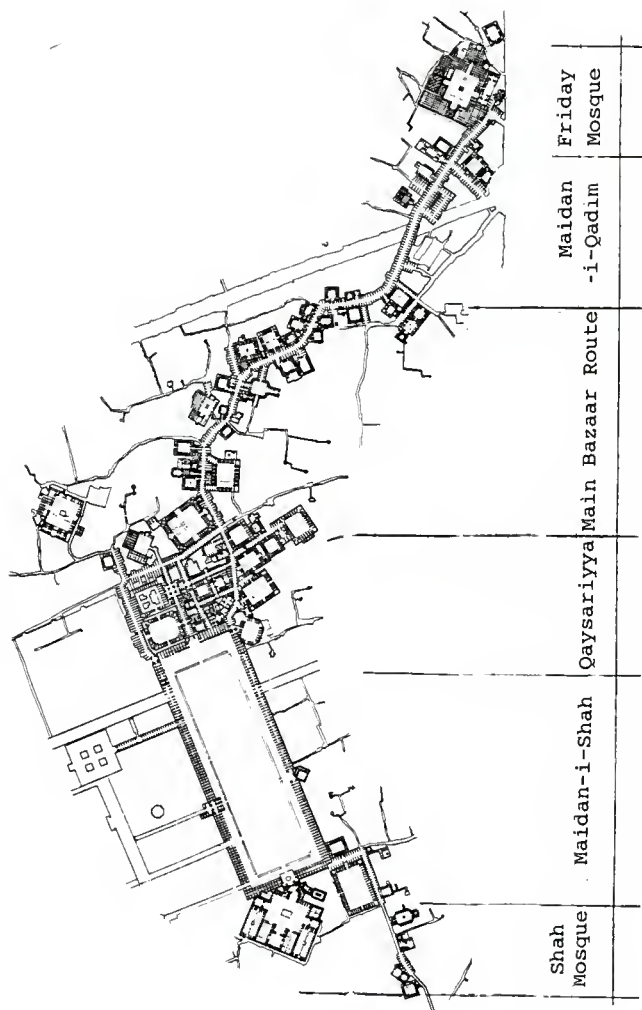 Friday
Mosque
Maidan
-i-Qadim
Main Bazaar Route
Qaysariyya
Maidan-i-Shah
Shah
Mosque